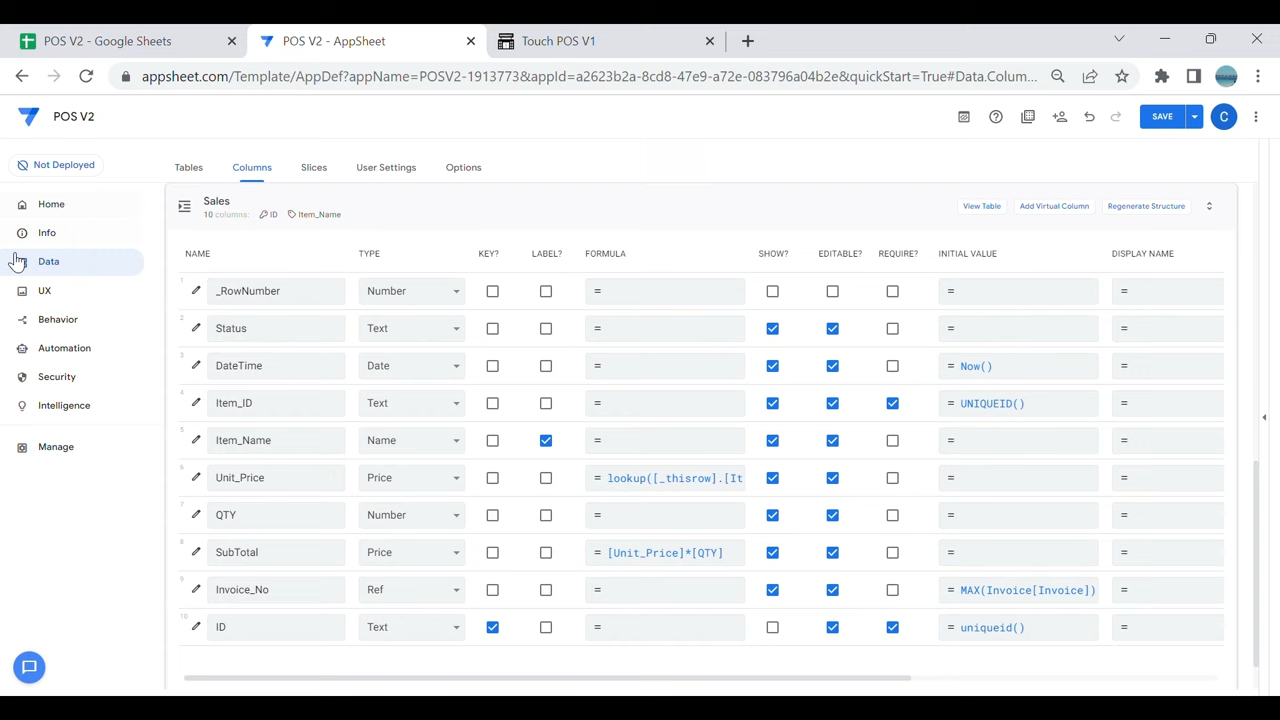 POS V2 - Google Sheets
POS V2 - AppSheet
Touch POS V1
appsheet.com/Template/AppDef?appName=POSV2-1913773&appId=a2623b2a-8cd8-47e9-a72e-083796a04b2e&quickStart=True#Data.Colum...
POS V2
SAVE
C
Not Deployed
Tables
Columns
Slices
User Settings
Options
Home
Info
Data
UX
Behavior
Automation
Security
Intelligence
Manage
Sales
10 columns: ID Item_Name
View Table
Add Virtual Column
Regenerate Structure
NAME TYPE KEY? LABEL? FORMULA SHOW? EDITABLE? REQUIRE? INITIAL VALUE DISPLAY NAME
1 _RowNumber Number = = =
2 Status Text = = =
3 DateTime Date = = Now() =
4 Item_ID Text = = UNIQUEID() =
5 Item_Name Name = = =
6 Unit_Price Price = lookup([_thisrow].[It = =
7 QTY Number = = =
8 SubTotal Price = [Unit_Price]*[QTY] = =
9 Invoice_No Ref = = MAX(Invoice[Invoice]) =
10 ID Text = = uniqueid() =